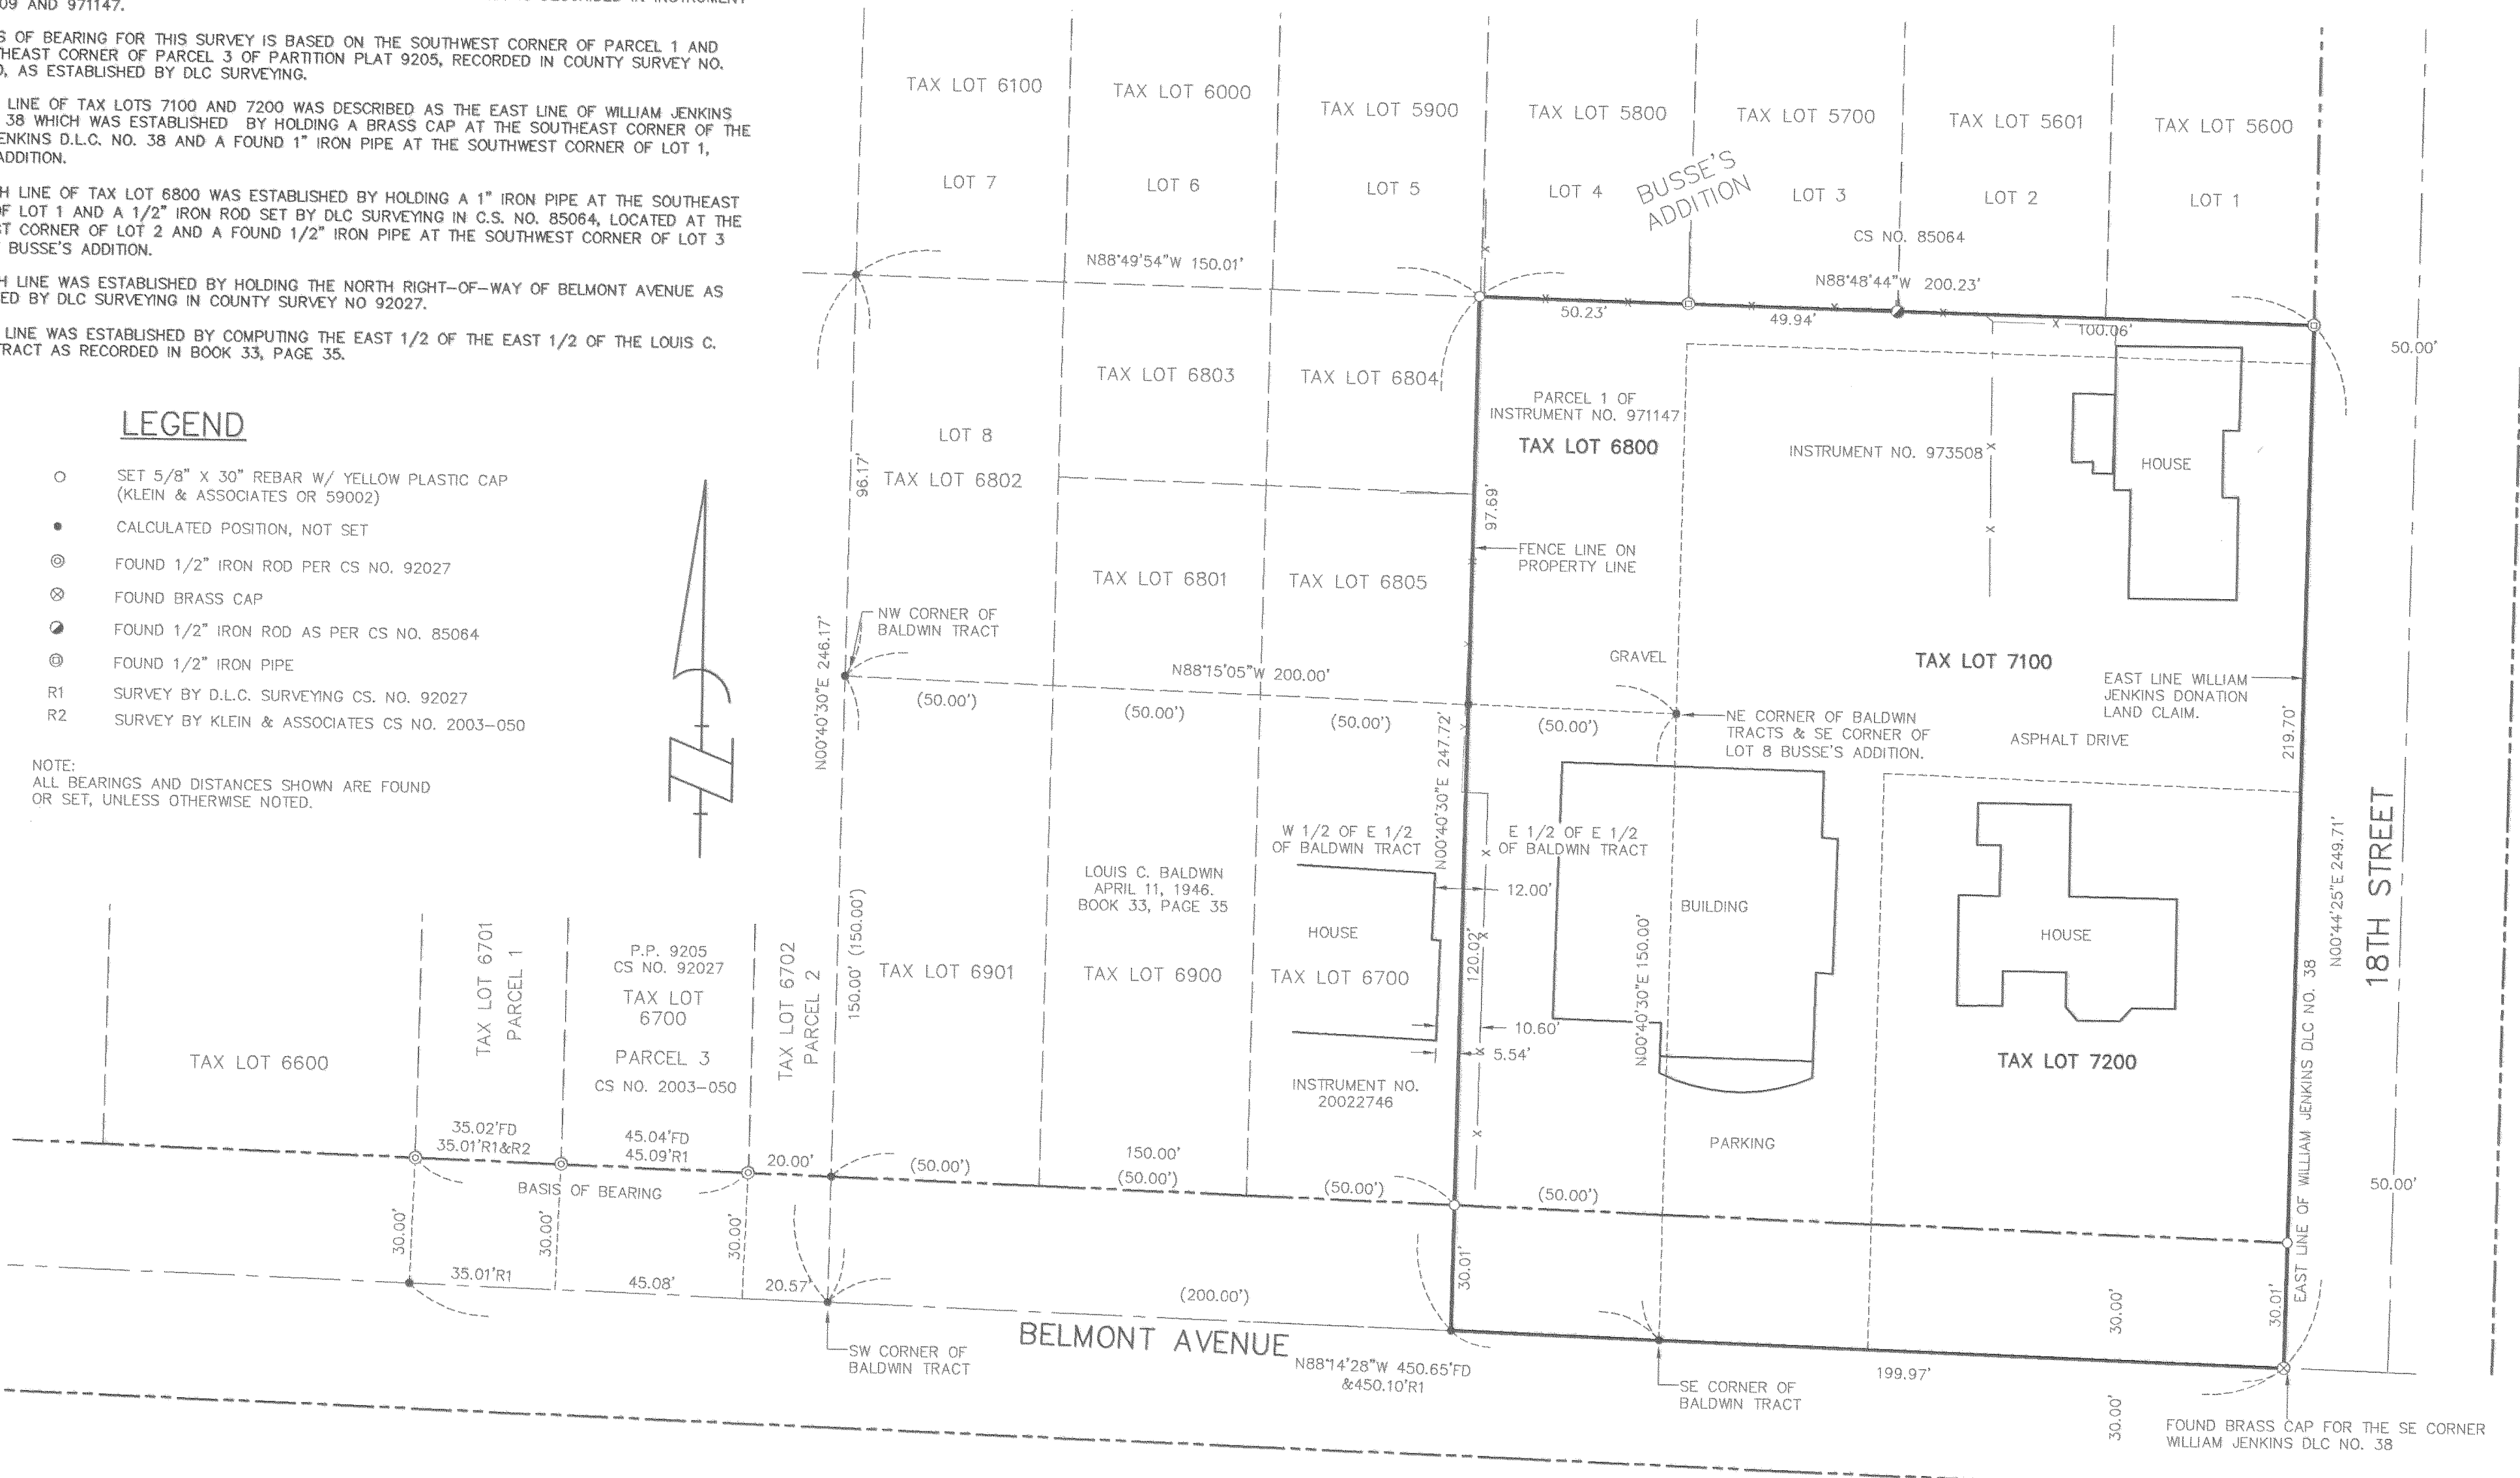 09 AND 971147.
S OF BEARING FOR THIS SURVEY IS BASED ON THE SOUTHWEST CORNER OF PARCEL 1 AND
THEAST CORNER OF PARCEL 3 OF PARTITION PLAT 9205, RECORDED IN COUNTY SURVEY NO.
, AS ESTABLISHED BY DLC SURVEYING.
LINE OF TAX LOTS 7100 AND 7200 WAS DESCRIBED AS THE EAST LINE OF WILLIAM JENKINS
38 WHICH WAS ESTABLISHED BY HOLDING A BRASS CAP AT THE SOUTHEAST CORNER OF THE
ENKINS D.L.C. NO. 38 AND A FOUND 1" IRON PIPE AT THE SOUTHWEST CORNER OF LOT 1,
ADDITION.
H LINE OF TAX LOT 6800 WAS ESTABLISHED BY HOLDING A 1" IRON PIPE AT THE SOUTHEAST
OF LOT 1 AND A 1/2" IRON ROD SET BY DLC SURVEYING IN C.S. NO. 85064, LOCATED AT THE
ST CORNER OF LOT 2 AND A FOUND 1/2" IRON PIPE AT THE SOUTHWEST CORNER OF LOT 3
BUSSE'S ADDITION.
H LINE WAS ESTABLISHED BY HOLDING THE NORTH RIGHT-OF-WAY OF BELMONT AVENUE AS
ED BY DLC SURVEYING IN COUNTY SURVEY NO 92027.
LINE WAS ESTABLISHED BY COMPUTING THE EAST 1/2 OF THE EAST 1/2 OF THE LOUIS C.
TRACT AS RECORDED IN BOOK 33, PAGE 35.
LEGEND
SET 5/8" X 30" REBAR W/ YELLOW PLASTIC CAP
(KLEIN & ASSOCIATES OR 59002)
CALCULATED POSITION, NOT SET
FOUND 1/2" IRON ROD PER CS NO. 92027
FOUND BRASS CAP
FOUND 1/2" IRON ROD AS PER CS NO. 85064
FOUND 1/2" IRON PIPE
R1 SURVEY BY D.L.C. SURVEYING CS. NO. 92027
R2 SURVEY BY KLEIN & ASSOCIATES CS NO. 2003-050
NOTE:
ALL BEARINGS AND DISTANCES SHOWN ARE FOUND
OR SET, UNLESS OTHERWISE NOTED.
TAX LOT 6100
TAX LOT 6000
TAX LOT 5900
TAX LOT 5800
TAX LOT 5700
TAX LOT 5601
TAX LOT 5600
LOT 7
LOT 6
LOT 5
LOT 4
BUSSE'S
ADDITION
LOT 3
LOT 2
LOT 1
CS NO. 85064
N88°49'54"W 150.01'
N88°48'44"W 200.23'
50.23'
49.94'
100.06'
50.00'
TAX LOT 6803
TAX LOT 6804
PARCEL 1 OF
INSTRUMENT NO. 971147
TAX LOT 6800
LOT 8
96.17'
TAX LOT 6802
97.69'
INSTRUMENT NO. 973508
HOUSE
FENCE LINE ON
PROPERTY LINE
TAX LOT 6801
TAX LOT 6805
NW CORNER OF
BALDWIN TRACT
N00°40'30"E 246.17'
N88°15'05"W 200.00'
(50.00')
(50.00')
(50.00')
(50.00')
GRAVEL
TAX LOT 7100
EAST LINE WILLIAM
JENKINS DONATION
LAND CLAIM.
NE CORNER OF BALDWIN
TRACTS & SE CORNER OF
LOT 8 BUSSE'S ADDITION.
ASPHALT DRIVE
219.70'
N00°40'30"E 247.72'
W 1/2 OF E 1/2
OF BALDWIN TRACT
E 1/2 OF E 1/2
OF BALDWIN TRACT
LOUIS C. BALDWIN
APRIL 11, 1946.
BOOK 33, PAGE 35
12.00'
BUILDING
HOUSE
HOUSE
N00°44'25"E 249.71'
18TH STREET
150.00' (150.00')
TAX LOT 6901
TAX LOT 6900
TAX LOT 6700
120.02'
N00°40'30"E 150.00'
10.60'
5.54'
TAX LOT 7200
EAST LINE OF WILLIAM JENKINS DLC NO. 38
INSTRUMENT NO.
20022746
PARKING
TAX LOT 6600
TAX LOT 6701
PARCEL 1
P.P. 9205
CS NO. 92027
TAX LOT
6700
PARCEL 3
CS NO. 2003-050
TAX LOT 6702
PARCEL 2
35.02'FD
35.01'R1&R2
45.04'FD
45.09'R1
20.00'
(50.00')
150.00'
(50.00')
(50.00')
(50.00')
50.00'
BASIS OF BEARING
30.00'
30.00'
30.00'
30.01'
30.00'
30.01'
35.01'R1
45.08'
20.57'
(200.00')
BELMONT AVENUE
SW CORNER OF
BALDWIN TRACT
N88°14'28"W 450.65'FD
&450.10'R1
199.97'
SE CORNER OF
BALDWIN TRACT
30.00'
FOUND BRASS CAP FOR THE SE CORNER
WILLIAM JENKINS DLC NO. 38